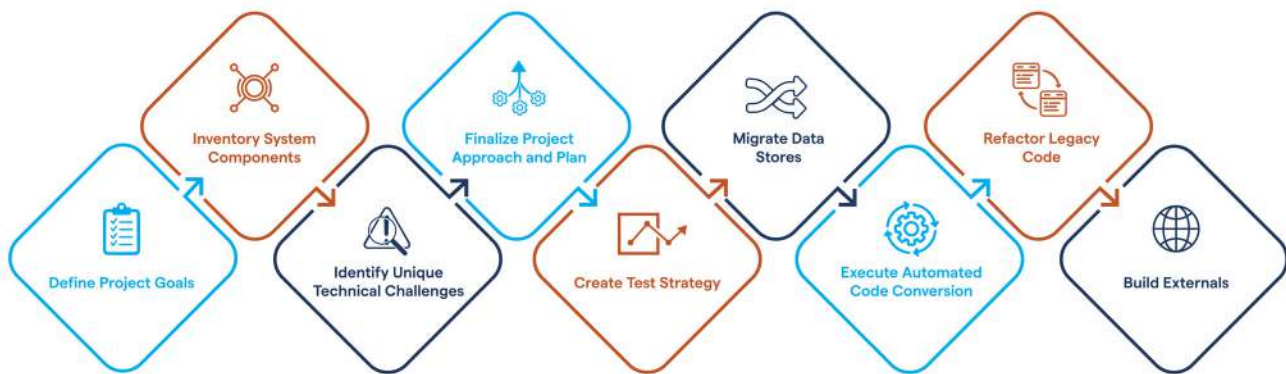 Define Project Goals
Inventory System
Components
Identify Unique
Technical Challenges
Finalize Project
Approach and Plan
Create Test Strategy
Migrate Data
Stores
Execute Automated
Code Conversion
Refactor Legacy
Code
Build Externals